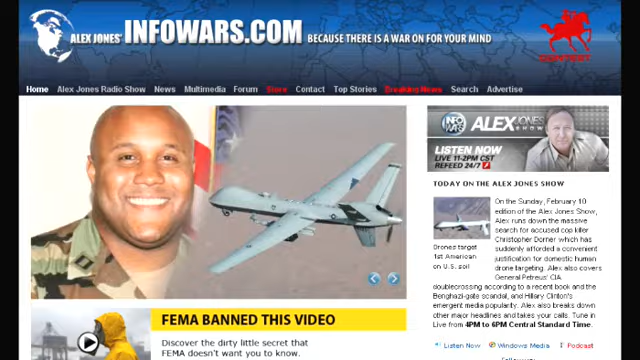 ALEX JONES' INFOWARS.COM BECAUSE THERE IS A WAR ON FOR YOUR MIND
Home Alex Jones Radio Show News Multimedia Forum Store Contact Top Stories Breaking News Search Advertise
INFO WARS ALEX JONES SHOW
LISTEN NOW
LIVE 11-2PM CST
REFEED 24/7
TODAY ON THE ALEX JONES SHOW
Drones target
1st American
on U.S. soil
On the Sunday, February 10
edition of the Alex Jones Show,
Alex runs down the massive
search for accused cop killer
Christopher Dorner which has
suddenly afforded a convenient
justification for domestic human
drone targeting. Alex also covers
General Petreus' CIA
doublecrossing according to a recent book and the
Benghazi-gate scandal, and Hillary Clinton's
emergent media popularity. Alex also breaks down
other major headlines and takes your calls. Tune in
Live from 4PM to 6PM Central Standard Time.
Listen Now Windows Media Podcast
FEMA BANNED THIS VIDEO
Discover the dirty little secret that
FEMA doesn't want you to know.